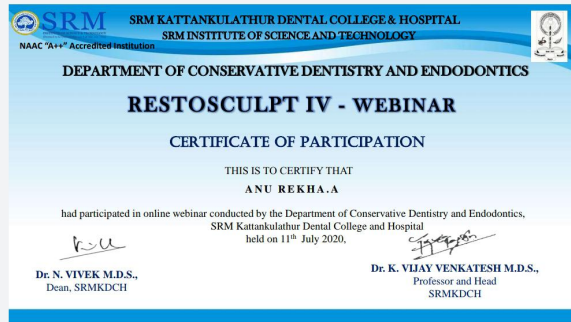 SRM
SRM KATTANKULATHUR DENTAL COLLEGE & HOSPITAL
SRM INSTITUTE OF SCIENCE AND TECHNOLOGY
NAAC "A++" Accredited Institution
DEPARTMENT OF CONSERVATIVE DENTISTRY AND ENDODONTICS
RESTOSCULPT IV - WEBINAR
CERTIFICATE OF PARTICIPATION
THIS IS TO CERTIFY THAT
ANU REKHA.A
had participated in online webinar conducted by the Department of Conservative Dentistry and Endodontics,
SRM Kattankulathur Dental College and Hospital
held on 11th July 2020,
Dr. N. VIVEK M.D.S.,
Dean, SRMKDCH
Dr. K. VIJAY VENKATESH M.D.S.,
Professor and Head
SRMKDCH